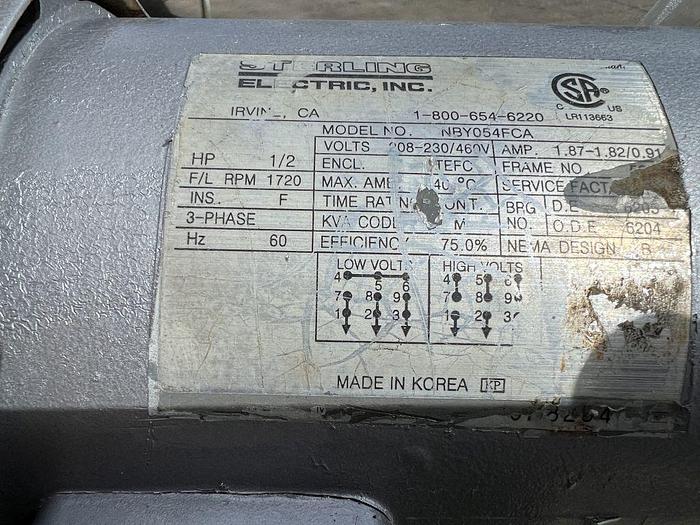 STERLING
ELECTRIC, INC.
IRVINE, CA 1-800-654-6220
C US
LR113663
MODEL NO. NBY054FCA
VOLTS 208-230/460V AMP. 1.87-1.82/0.91
HP 1/2 ENCL. TEFC FRAME NO.
F/L RPM 1720 MAX. AMB 40 °C SERVICE FACT
INS. F TIME RATING CONT. BRG D.E.
3-PHASE KVA CODE M NO. O.D.E. 6204
Hz 60 EFFICIENCY 75.0% NEMA DESIGN B
LOW VOLTS HIGH VOLTS
4 5 6 4 5 6
7 8 9 7 8 9
1 2 3 1 2 3
MADE IN KOREA KP